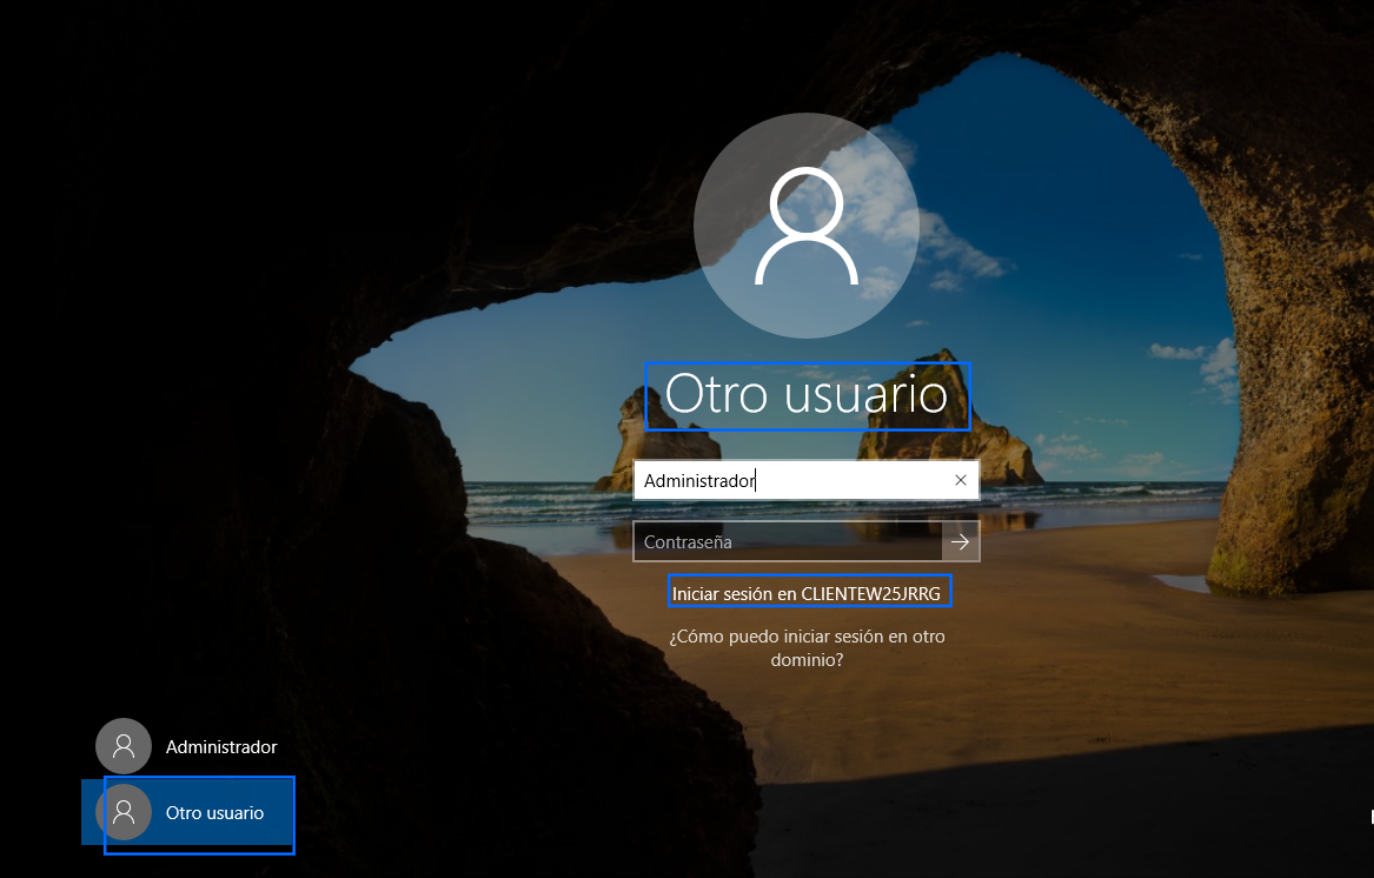 Otro usuario
Administrador
Contraseña
Iniciar sesión en CLIENTEW25JRRG
¿Cómo puedo iniciar sesión en otro
dominio?
Administrador
Otro usuario